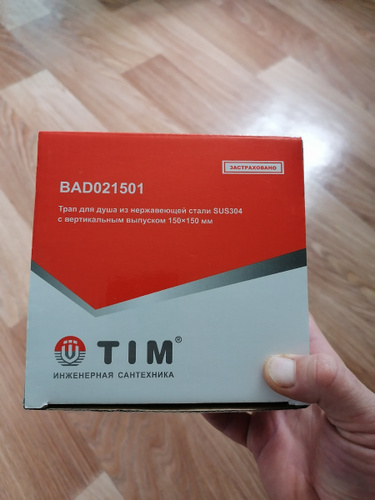 ЗАСТРАХОВАНО
BAD021501
Трап для душа из нержавеющей стали SUS304
с вертикальным выпуском 150×150 мм
TIM®
ИНЖЕНЕРНАЯ САНТЕХНИКА